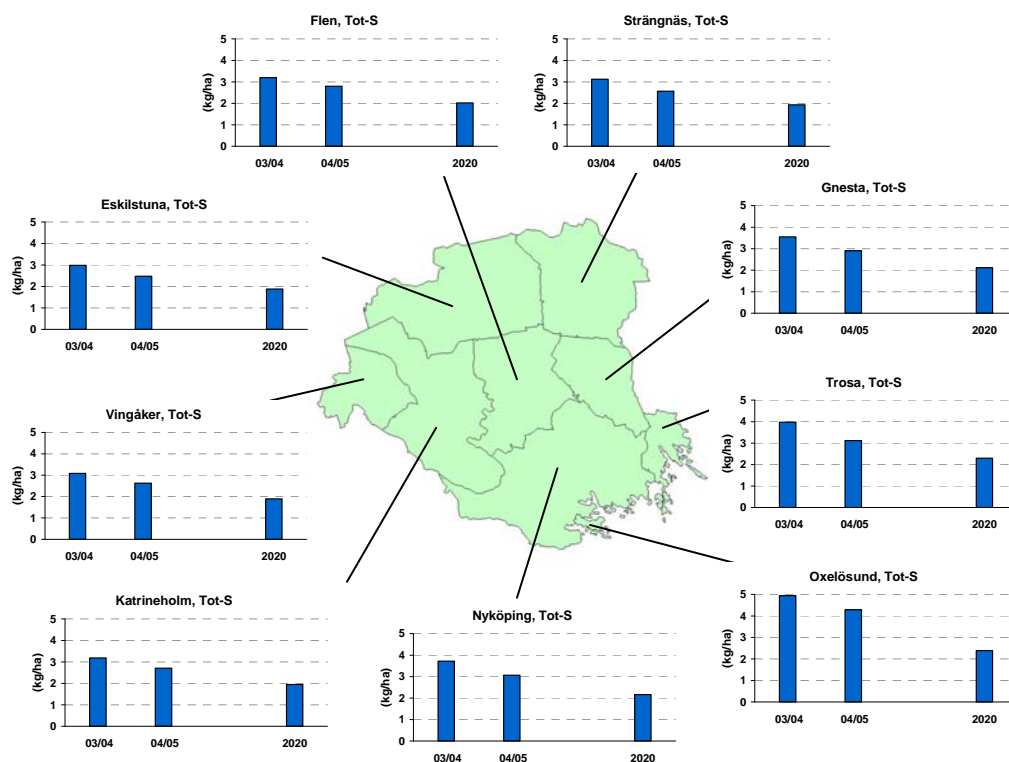 Flen, Tot-S
(kg/ha)
5
4
3
2
1
0
03/04 04/05 2020
Strängnäs, Tot-S
(kg/ha)
5
4
3
2
1
0
03/04 04/05 2020
Eskilstuna, Tot-S
(kg/ha)
5
4
3
2
1
0
03/04 04/05 2020
Gnesta, Tot-S
(kg/ha)
5
4
3
2
1
0
03/04 04/05 2020
Vingåker, Tot-S
(kg/ha)
5
4
3
2
1
0
03/04 04/05 2020
Trosa, Tot-S
(kg/ha)
5
4
3
2
1
0
03/04 04/05 2020
Katrineholm, Tot-S
(kg/ha)
5
4
3
2
1
0
03/04 04/05 2020
Nyköping, Tot-S
(kg/ha)
5
4
3
2
1
0
03/04 04/05 2020
Oxelösund, Tot-S
(kg/ha)
5
4
3
2
1
0
03/04 04/05 2020